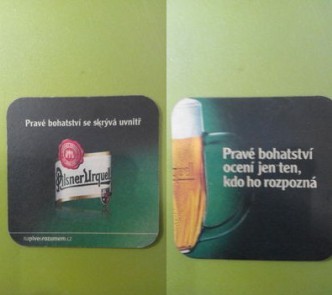 Pravé bohatství se skrývá uvnitř
Pilsner Urquell
Pravé bohatství
ocení jen ten,
kdo ho rozpozná